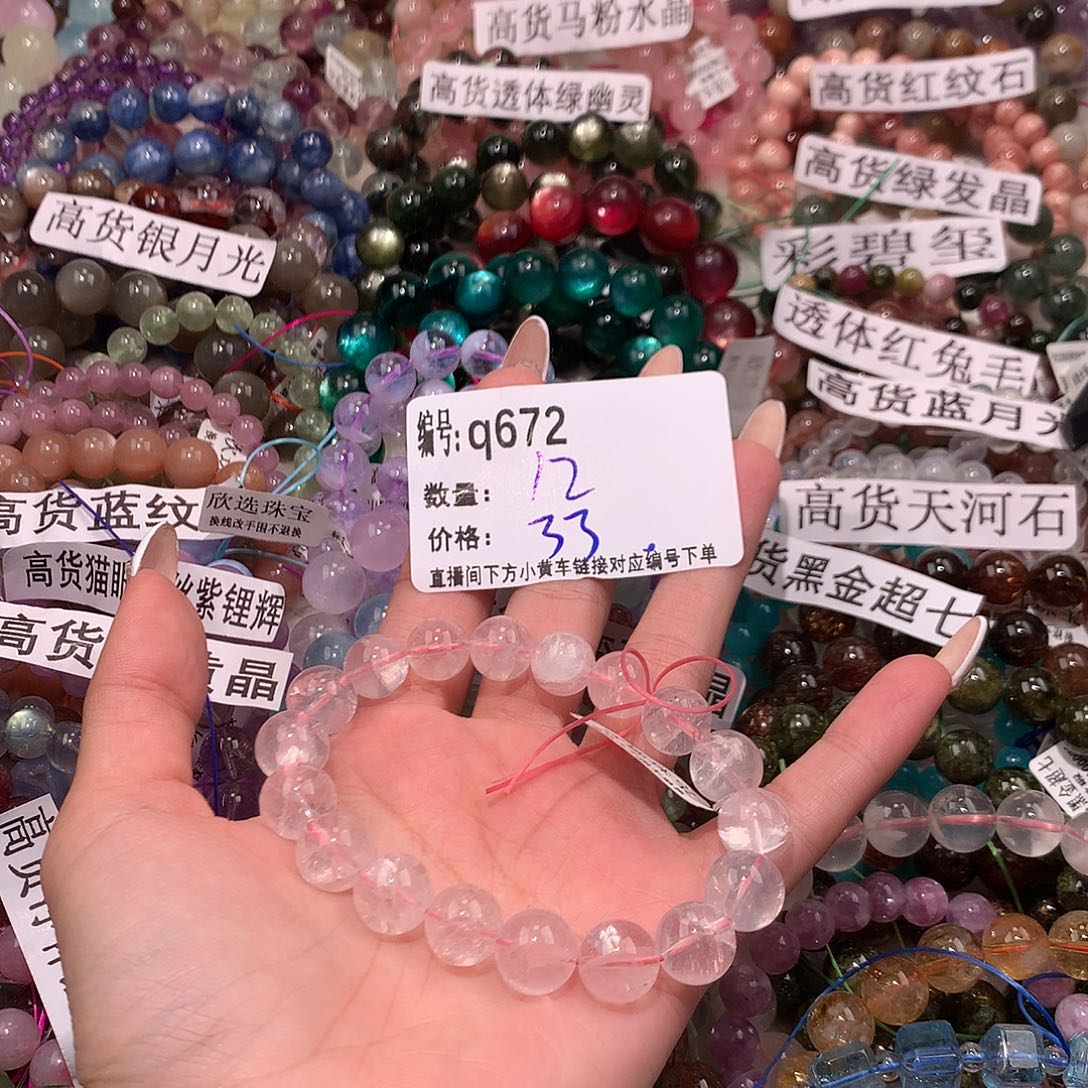 高货马粉水晶
高货透体绿幽灵
高货红纹石
高货绿发晶
高货银月光
彩碧玺
透体红兔毛
高货蓝月光
编号:q672
数量: 12
价格: 33.
直播间下方小黄车链接对应编号下单
高货蓝纹
欣选珠宝
换线改手围不退换
高货天河石
高货猫眼
紫锂辉
货黑金超七
高货
黄晶